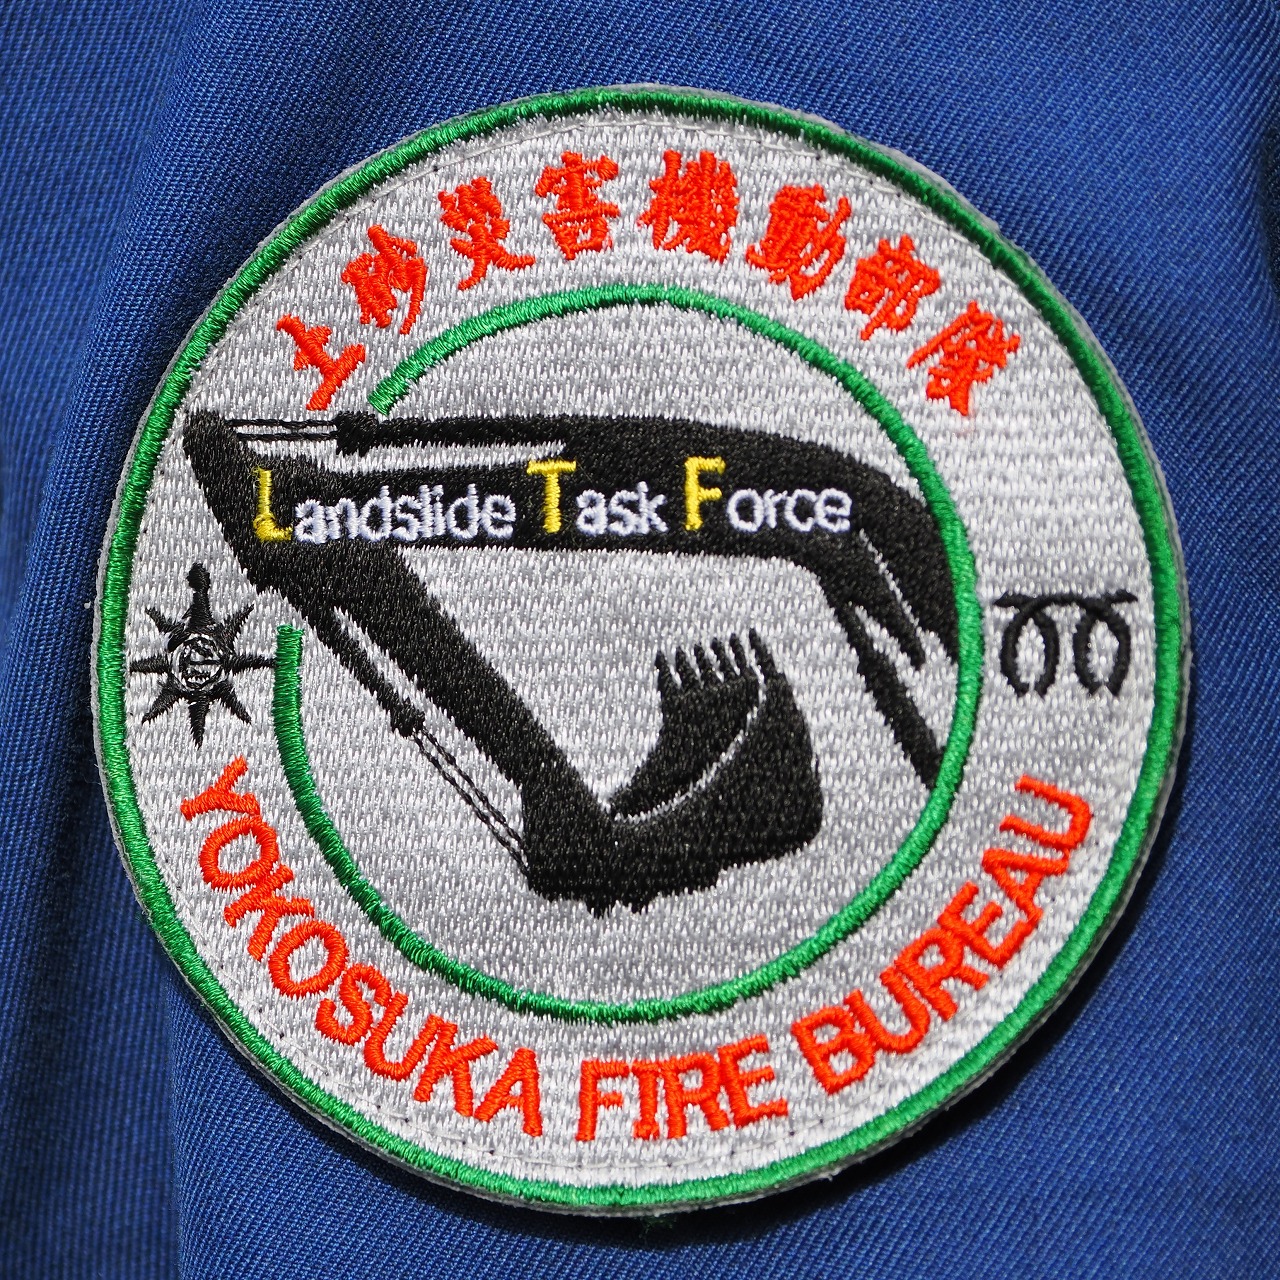 土砂災害機動部隊
Landslide Task Force
YOKOSUKA FIRE BUREAU